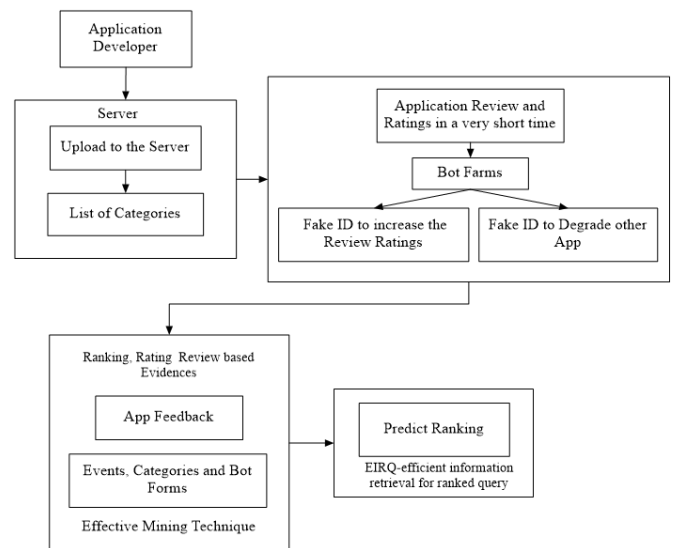 Application
Developer
Server
Upload to the Server
List of Categories
Application Review and
Ratings in a very short time
Bot Farms
Fake ID to increase the
Review Ratings
Fake ID to Degrade other
App
Ranking, Rating Review based
Evidences
App Feedback
Events, Categories and Bot
Forms
Effective Mining Technique
Predict Ranking
EIRQ-efficient information
retrieval for ranked query